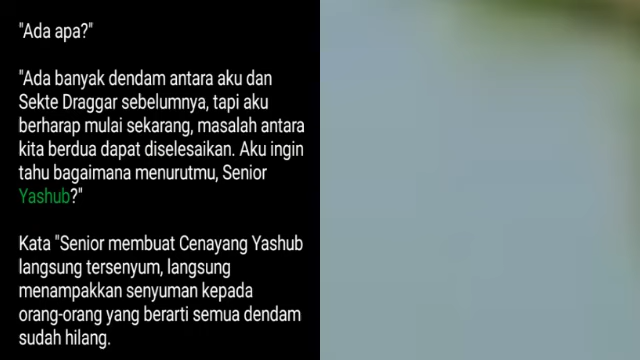 "Ada apa?"
"Ada banyak dendam antara aku dan
Sekte Draggar sebelumnya, tapi aku
berharap mulai sekarang, masalah antara
kita berdua dapat diselesaikan. Aku ingin
tahu bagaimana menurutmu, Senior
Yashub?"
Kata "Senior membuat Cenayang Yashub
langsung tersenyum, langsung
menampakkan senyuman kepada
orang-orang yang berarti semua dendam
sudah hilang.